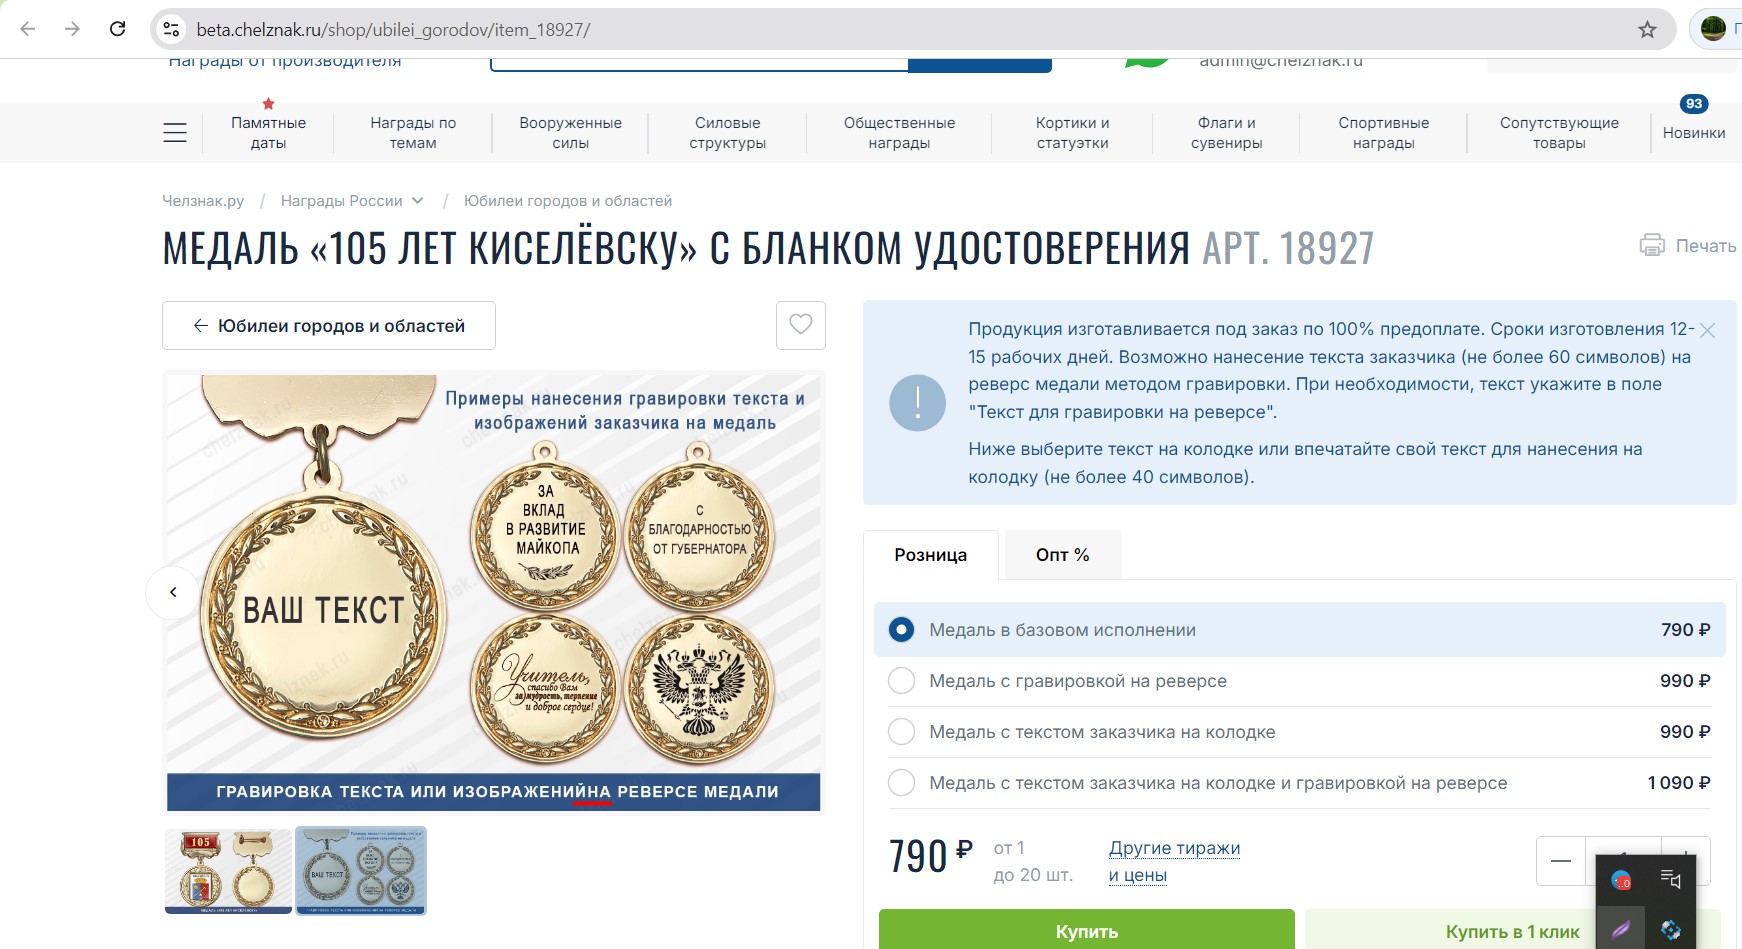 beta.chelznak.ru/shop/ubilei_gorodov/item_18927/
Награды от производителя
admin@chelznak.ru
Памятные
даты
Награды по
темам
Вооруженные
силы
Силовые
структуры
Общественные
награды
Кортики и
статуэтки
Флаги и
сувениры
Спортивные
награды
Сопутствующие
товары
93
Новинки
Челзнак.ру / Награды России / Юбилеи городов и областей
МЕДАЛЬ «105 ЛЕТ КИСЕЛЁВСКУ» С БЛАНКОМ УДОСТОВЕРЕНИЯ АРТ. 18927
Печать
← Юбилеи городов и областей
Продукция изготавливается под заказ по 100% предоплате. Сроки изготовления 12-
15 рабочих дней. Возможно нанесение текста заказчика (не более 60 символов) на
реверс медали методом гравировки. При необходимости, текст укажите в поле
"Текст для гравировки на реверсе".
Ниже выберите текст на колодке или впечатайте свой текст для нанесения на
колодку (не более 40 символов).
Примеры нанесения гравировки текста и
изображений заказчика на медаль
ВАШ ТЕКСТ
ЗА
ВКЛАД
В РАЗВИТИЕ
МАЙКОПА
С
БЛАГОДАРНОСТЬЮ
ОТ ГУБЕРНАТОРА
Учитель,
спасибо Вам
за мудрость, терпение
и доброе сердце!
chelznak.ru
ГРАВИРОВКА ТЕКСТА ИЛИ ИЗОБРАЖЕНИЙНА РЕВЕРСЕ МЕДАЛИ
105
ВАШ ТЕКСТ
Розница
Опт %
Медаль в базовом исполнении 790 ₽
Медаль с гравировкой на реверсе 990 ₽
Медаль с текстом заказчика на колодке 990 ₽
Медаль с текстом заказчика на колодке и гравировкой на реверсе 1 090 ₽
790 ₽
от 1
до 20 шт.
Другие тиражи
и цены
Купить
Купить в 1 клик